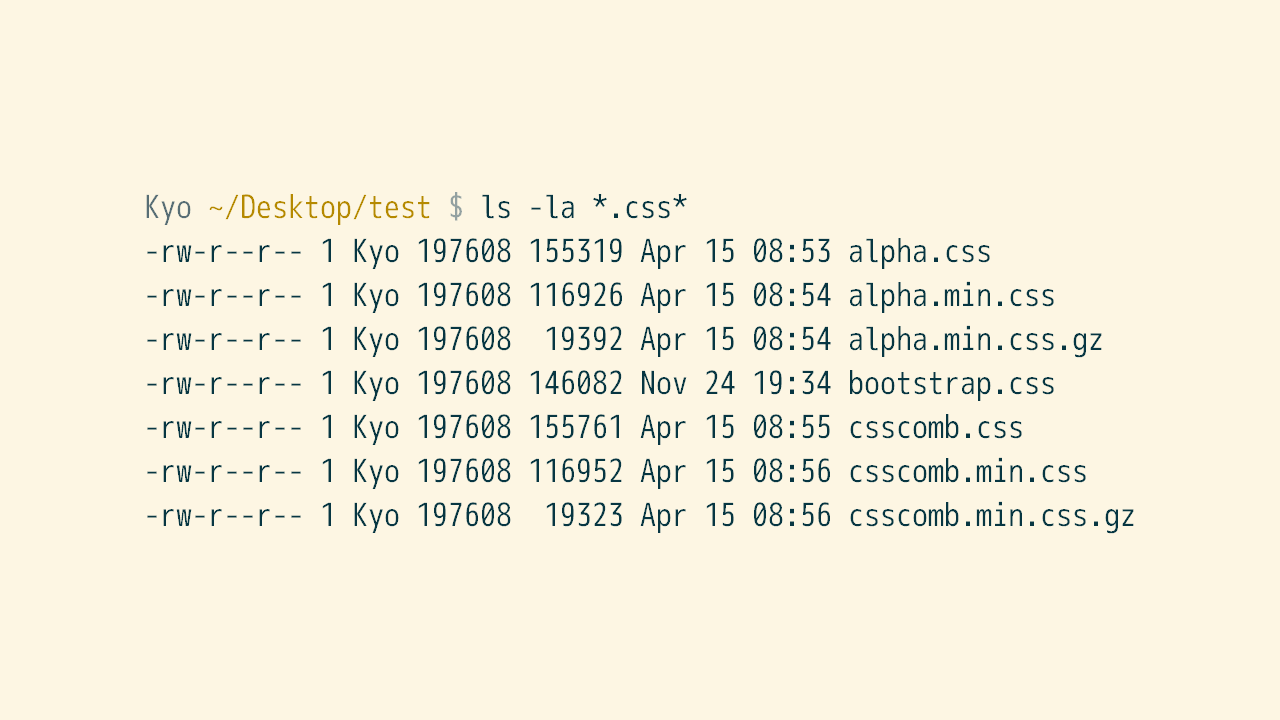 Kyo ~/Desktop/test $ ls -la *.css*
-rw-r--r-- 1 Kyo 197608 155319 Apr 15 08:53 alpha.css
-rw-r--r-- 1 Kyo 197608 116926 Apr 15 08:54 alpha.min.css
-rw-r--r-- 1 Kyo 197608  19392 Apr 15 08:54 alpha.min.css.gz
-rw-r--r-- 1 Kyo 197608 146082 Nov 24 19:34 bootstrap.css
-rw-r--r-- 1 Kyo 197608 155761 Apr 15 08:55 csscomb.css
-rw-r--r-- 1 Kyo 197608 116952 Apr 15 08:56 csscomb.min.css
-rw-r--r-- 1 Kyo 197608  19323 Apr 15 08:56 csscomb.min.css.gz